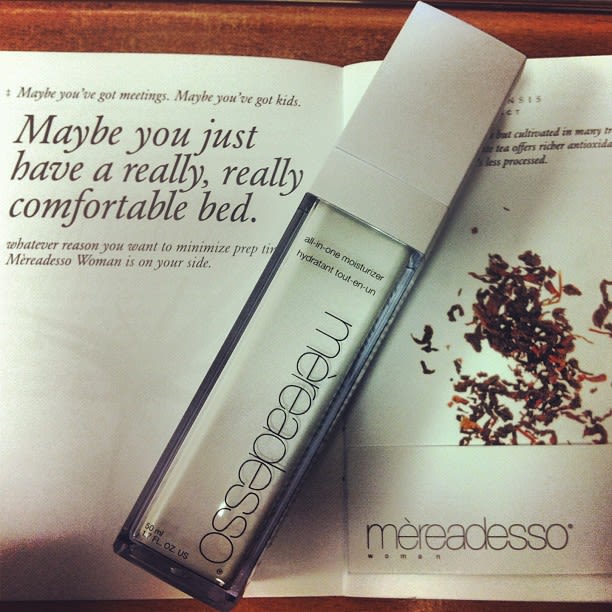 Maybe you've got meetings. Maybe you've got kids.
Maybe you just
have a really, really
comfortable bed.
whatever reason you want to minimize prep
Mèreadesso Woman is on your side.
all-in-one moisturizer
hydratant tout-en-un
mèreadesso
50 ml
1.7 FL. OZ. US
but cultivated in many
tea offers richer
less processed.
mèreadesso®
woman